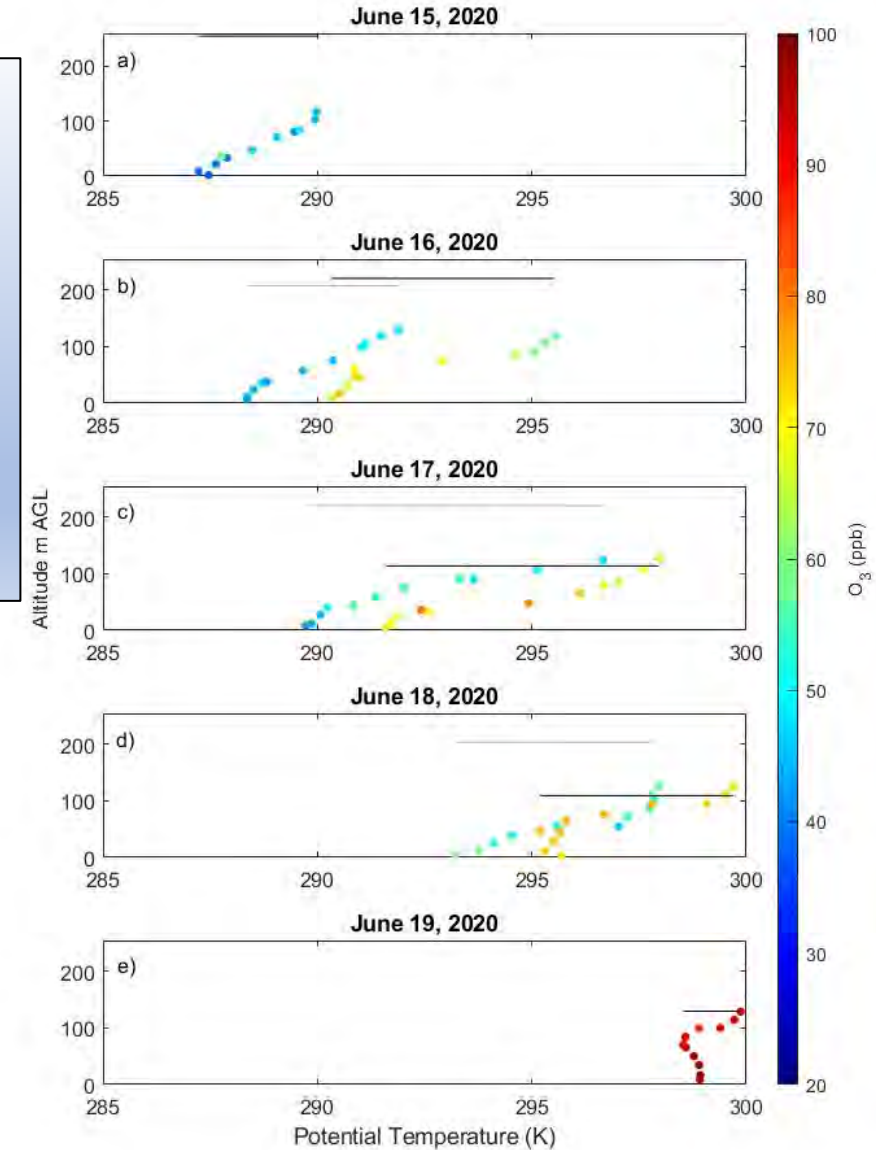 June 15, 2020
a)
200
100
0
285 290 295 300
June 16, 2020
b)
200
100
0
285 290 295 300
June 17, 2020
c)
200
100
0
285 290 295 300
June 18, 2020
d)
200
100
0
285 290 295 300
June 19, 2020
e)
200
100
0
285 290 295 300
Potential Temperature (K)
Altitude m AGL
100
90
80
70
60
50
40
30
20
O3 (ppb)